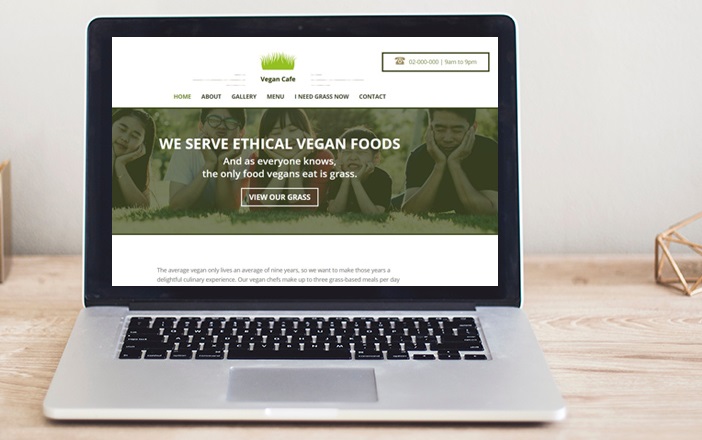 Vegan Cafe
02-000-000 | 9am to 9pm
HOME ABOUT GALLERY MENU I NEED GRASS NOW CONTACT
WE SERVE ETHICAL VEGAN FOODS
And as everyone knows,
the only food vegans eat is grass.
VIEW OUR GRASS
The average vegan only lives an average of nine years, so we want to make those years a
delightful culinary experience. Our vegan chefs make up to three grass-based meals per day